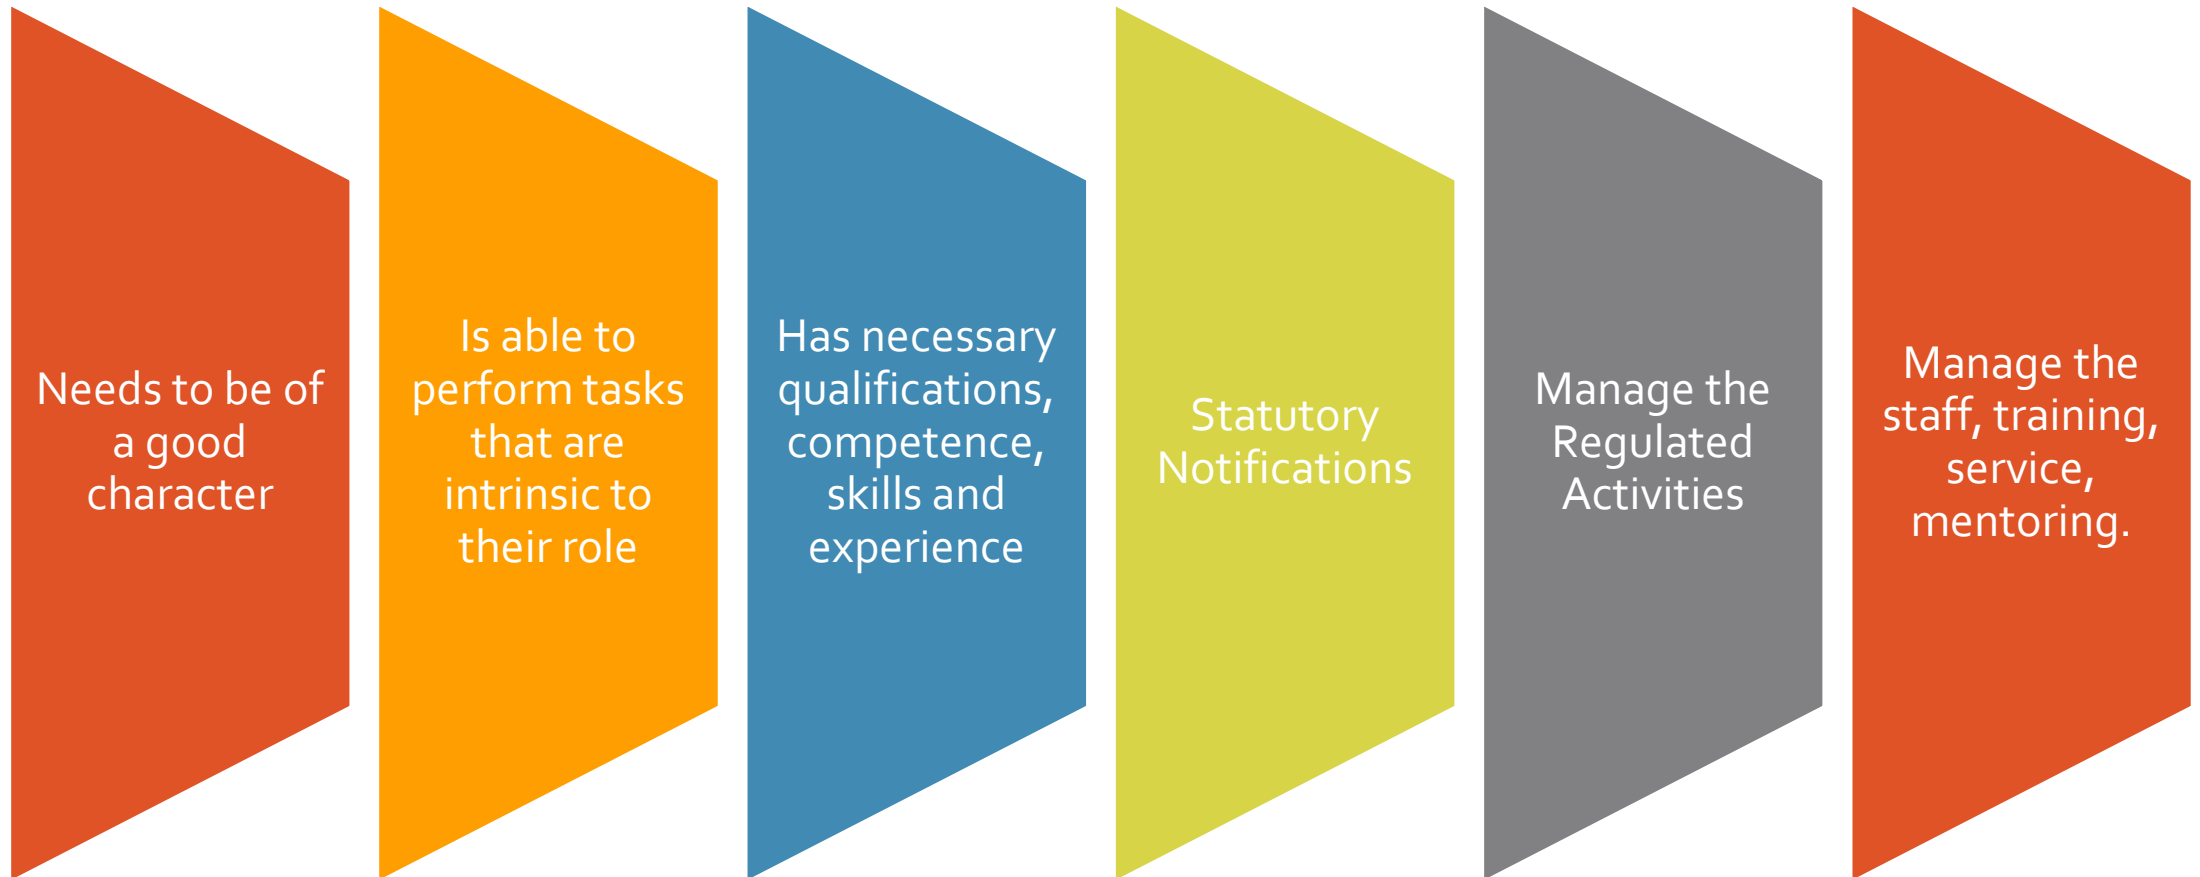 Needs to be of
a good
character
Is able to
perform tasks
that are
intrinsic to
their role
Has necessary
qualifications,
competence,
skills and
experience
Statutory
Notifications
Manage the
Regulated
Activities
Manage the
staff, training,
service,
mentoring.